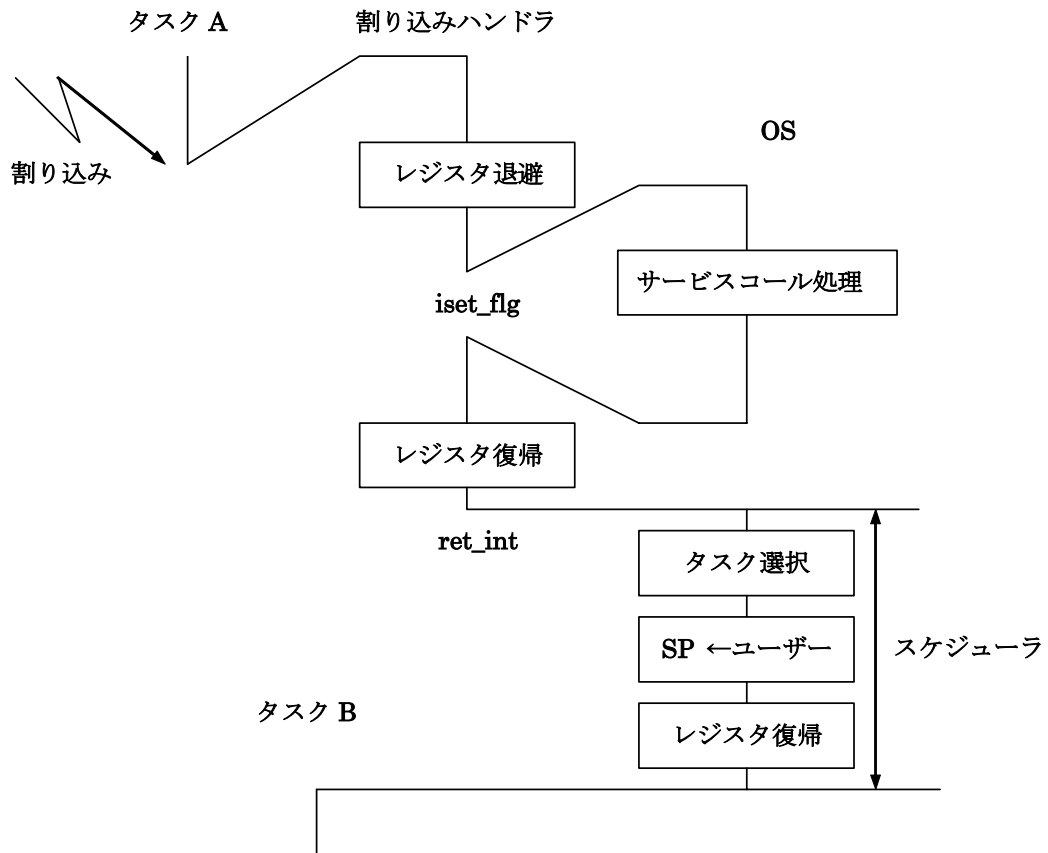 タスク A
割り込みハンドラ
OS
割り込み
レジスタ退避
サービスコール処理
iset_flg
レジスタ復帰
ret_int
タスク選択
SP ←ユーザー
スケジューラ
タスク B
レジスタ復帰